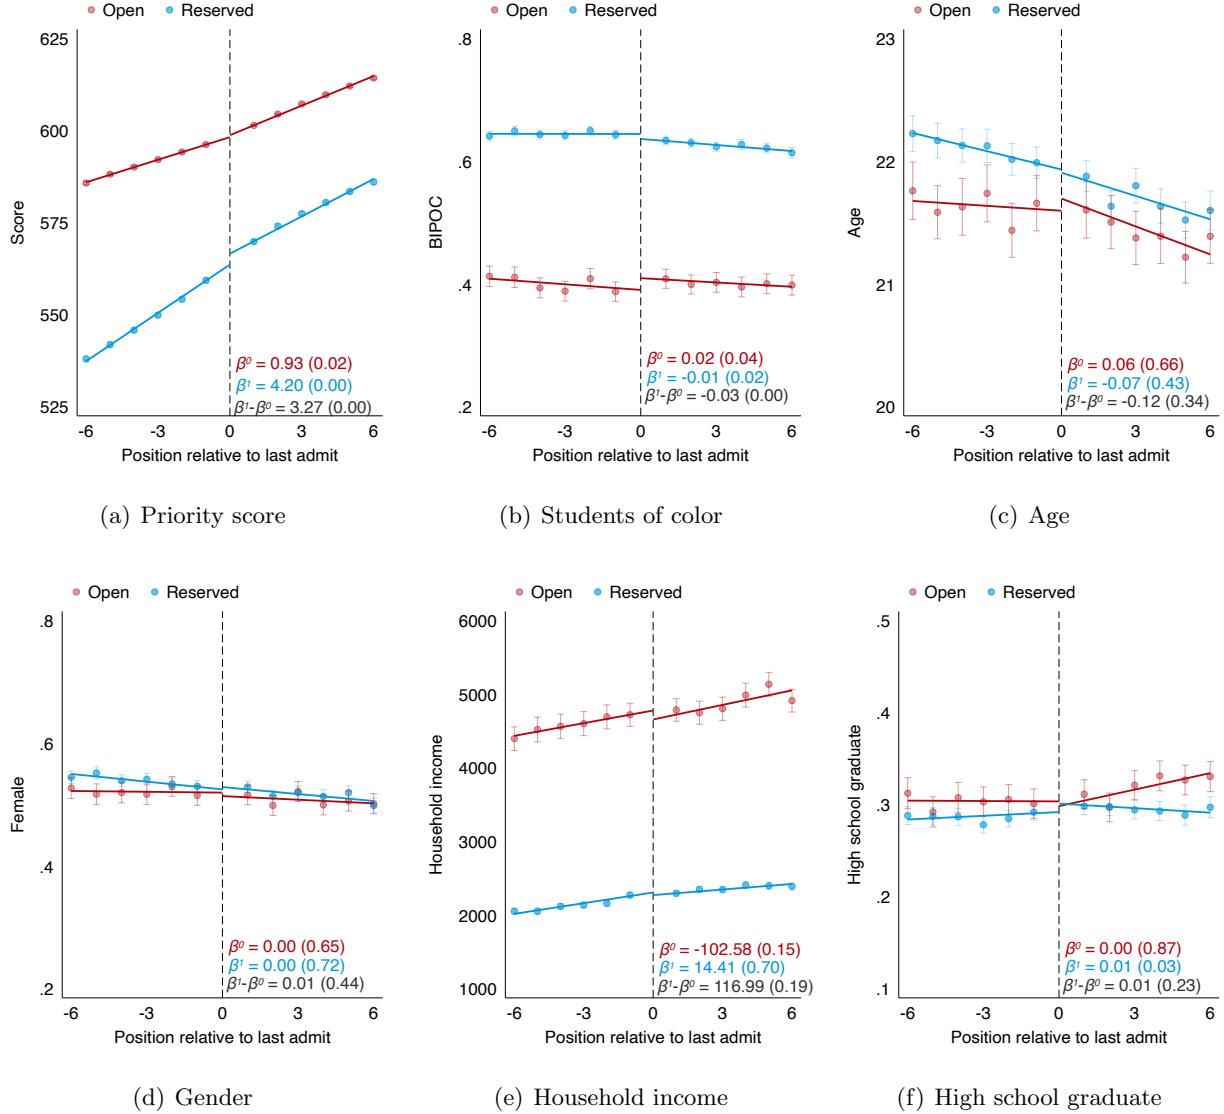 Open Reserved
625
600
575
550
525
Score
-6 -3 0 3 6
Position relative to last admit
β⁰ = 0.93 (0.02)
β¹ = 4.20 (0.00)
β¹-β⁰ = 3.27 (0.00)
(a) Priority score
Open Reserved
.8
.6
.4
.2
BIPOC
-6 -3 0 3 6
Position relative to last admit
β⁰ = 0.02 (0.04)
β¹ = -0.01 (0.02)
β¹-β⁰ = -0.03 (0.00)
(b) Students of color
Open Reserved
23
22
21
20
Age
-6 -3 0 3 6
Position relative to last admit
β⁰ = 0.06 (0.66)
β¹ = -0.07 (0.43)
β¹-β⁰ = -0.12 (0.34)
(c) Age
Open Reserved
.8
.6
.4
.2
Female
-6 -3 0 3 6
Position relative to last admit
β⁰ = 0.00 (0.65)
β¹ = 0.00 (0.72)
β¹-β⁰ = 0.01 (0.44)
(d) Gender
Open Reserved
6000
5000
4000
3000
2000
1000
Household income
-6 -3 0 3 6
Position relative to last admit
β⁰ = -102.58 (0.15)
β¹ = 14.41 (0.70)
β¹-β⁰ = 116.99 (0.19)
(e) Household income
Open Reserved
.5
.4
.3
.2
.1
High school graduate
-6 -3 0 3 6
Position relative to last admit
β⁰ = 0.00 (0.87)
β¹ = 0.01 (0.03)
β¹-β⁰ = 0.01 (0.23)
(f) High school graduate